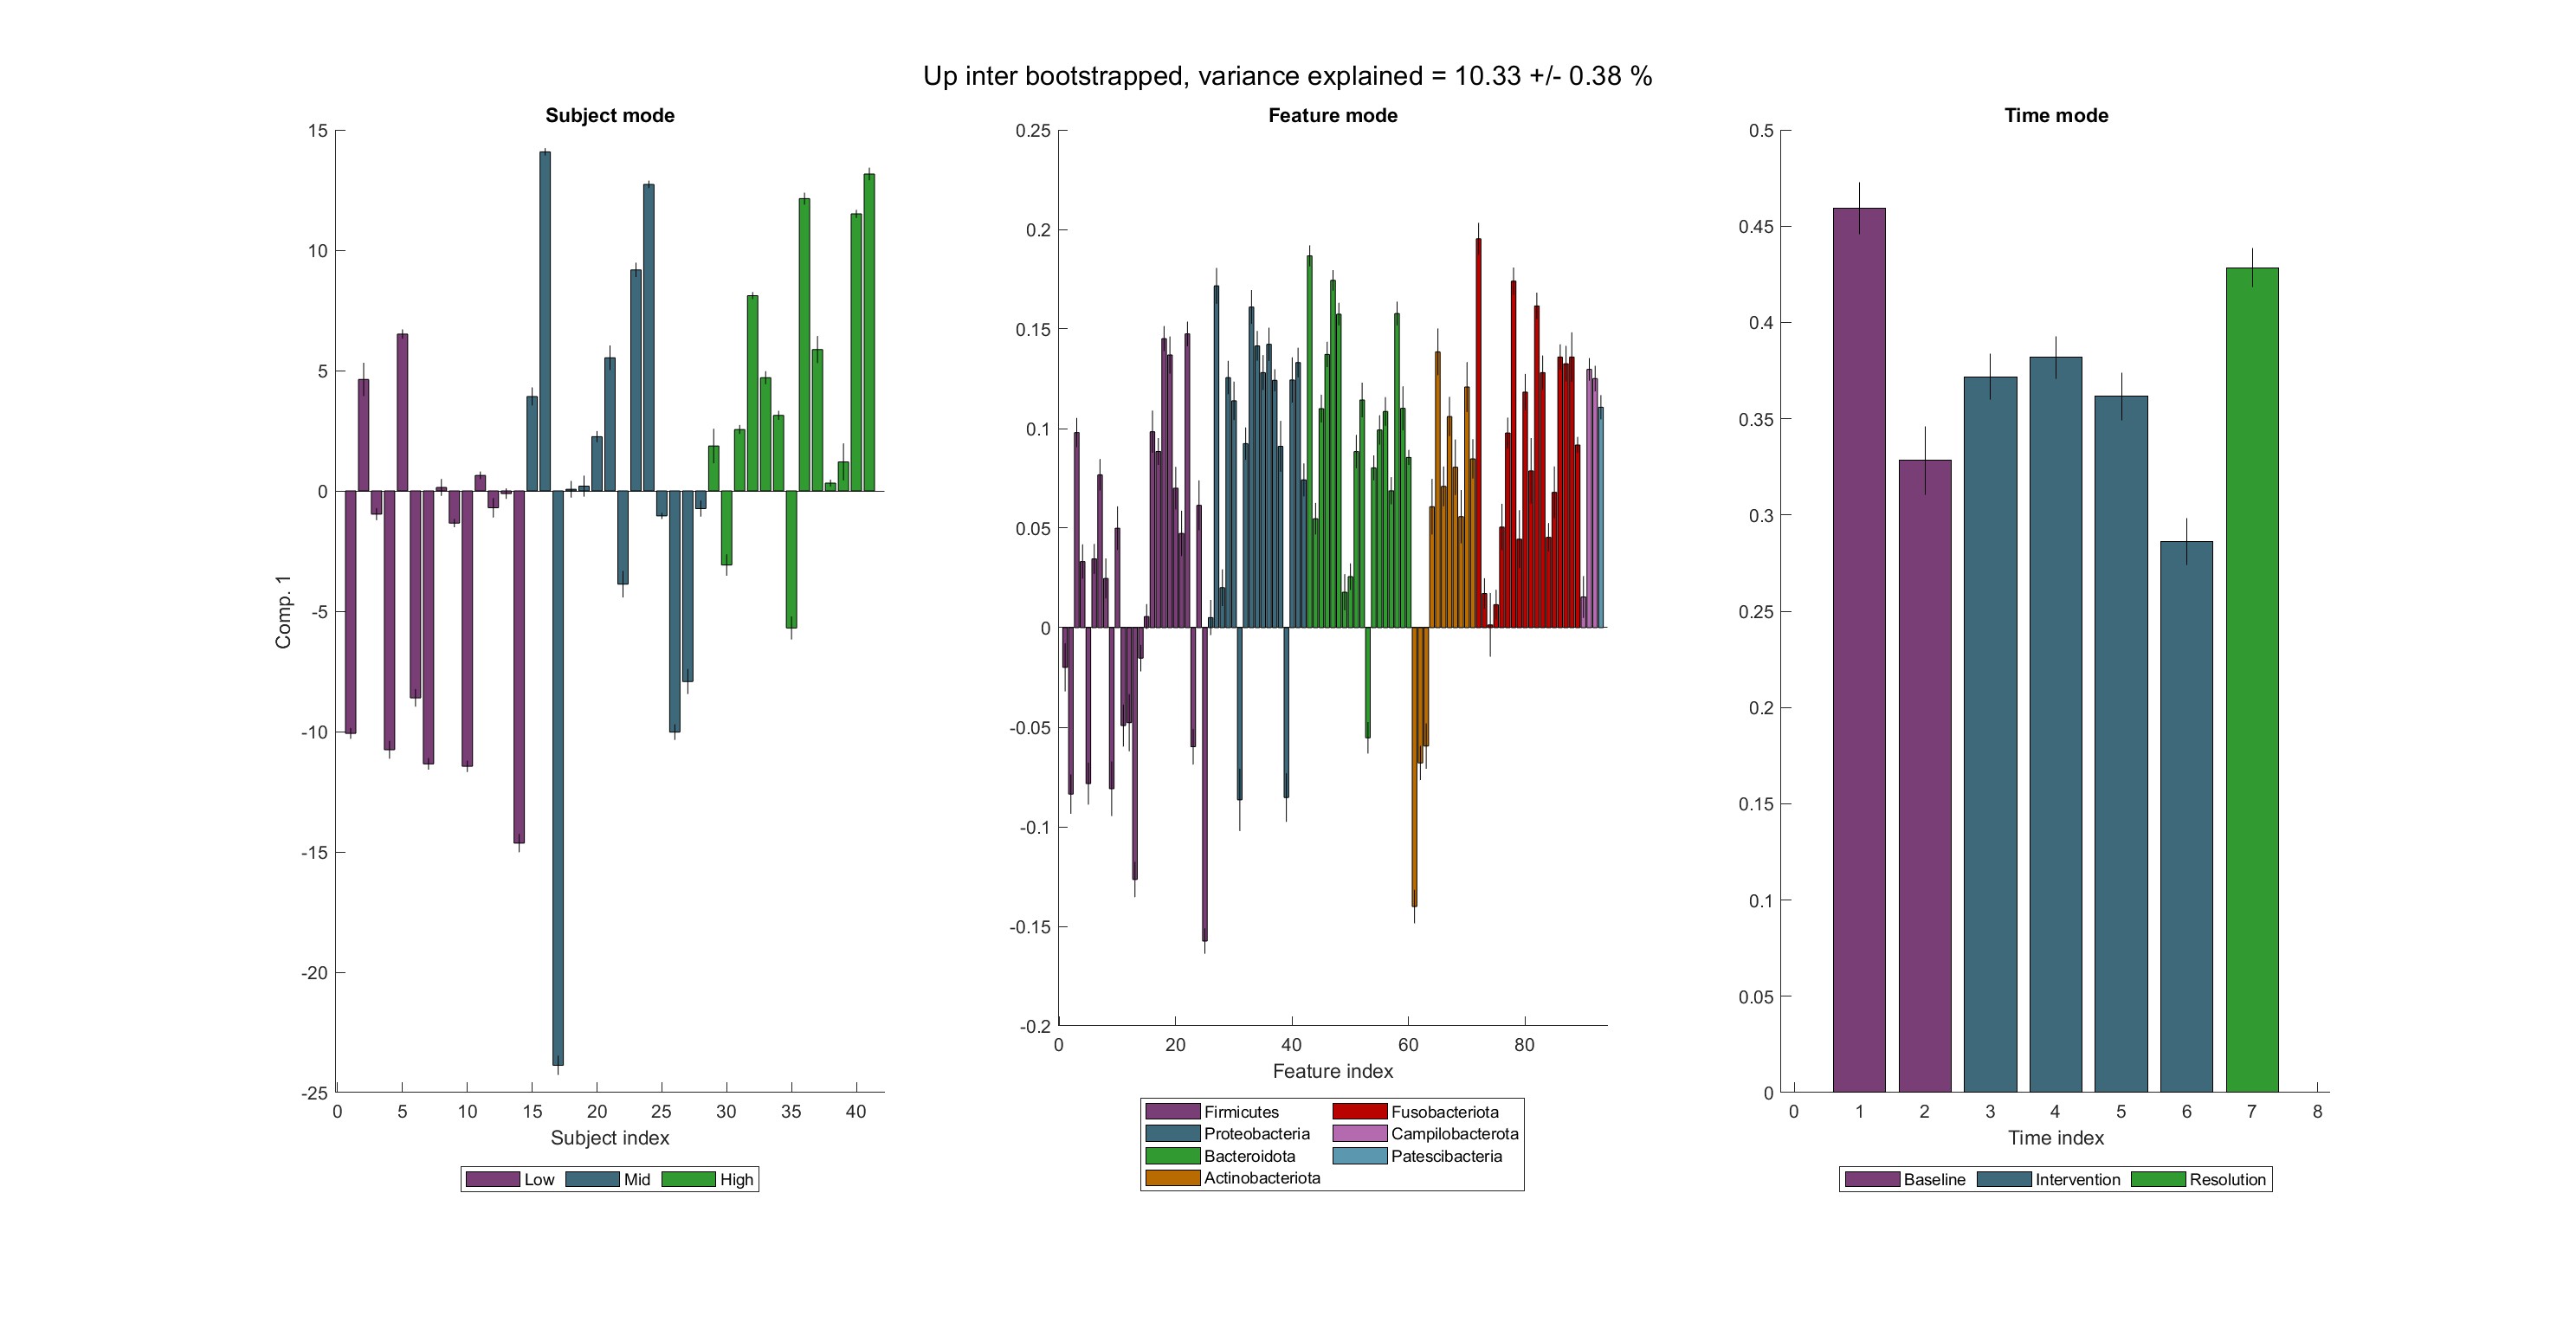 Up inter bootstrapped, variance explained = 10.33 +/- 0.38 %
Subject mode
Comp. 1
15
10
5
0
-5
-10
-15
-20
-25
0 5 10 15 20 25 30 35 40
Subject index
Low Mid High
Feature mode
0.25
0.2
0.15
0.1
0.05
0
-0.05
-0.1
-0.15
-0.2
0 20 40 60 80
Feature index
Firmicutes Fusobacteriota
Proteobacteria Campilobacterota
Bacteroidota Patescibacteria
Actinobacteriota
Time mode
0.5
0.45
0.4
0.35
0.3
0.25
0.2
0.15
0.1
0.05
0
0 1 2 3 4 5 6 7 8
Time index
Baseline Intervention Resolution